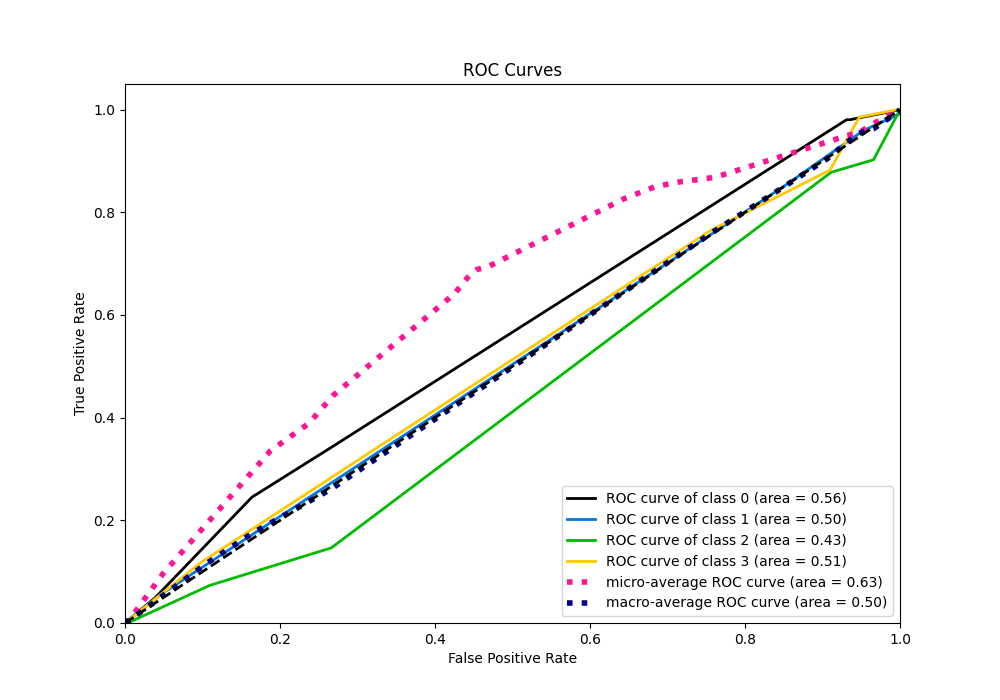 ROC Curves
True Positive Rate
1.0
0.8
0.6
0.4
0.2
0.0
0.0 0.2 0.4 0.6 0.8 1.0
False Positive Rate
ROC curve of class 0 (area = 0.56)
ROC curve of class 1 (area = 0.50)
ROC curve of class 2 (area = 0.43)
ROC curve of class 3 (area = 0.51)
micro-average ROC curve (area = 0.63)
macro-average ROC curve (area = 0.50)